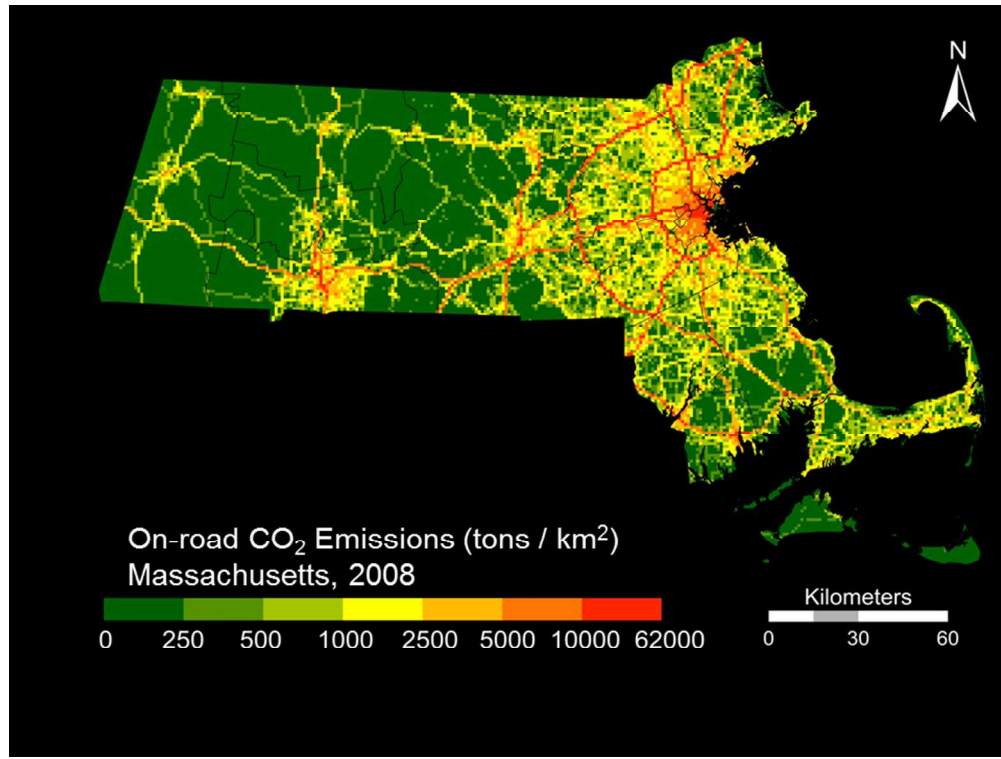 N
On-road CO₂ Emissions (tons / km²)
Massachusetts, 2008
0 250 500 1000 2500 5000 10000 62000
Kilometers
0 30 60